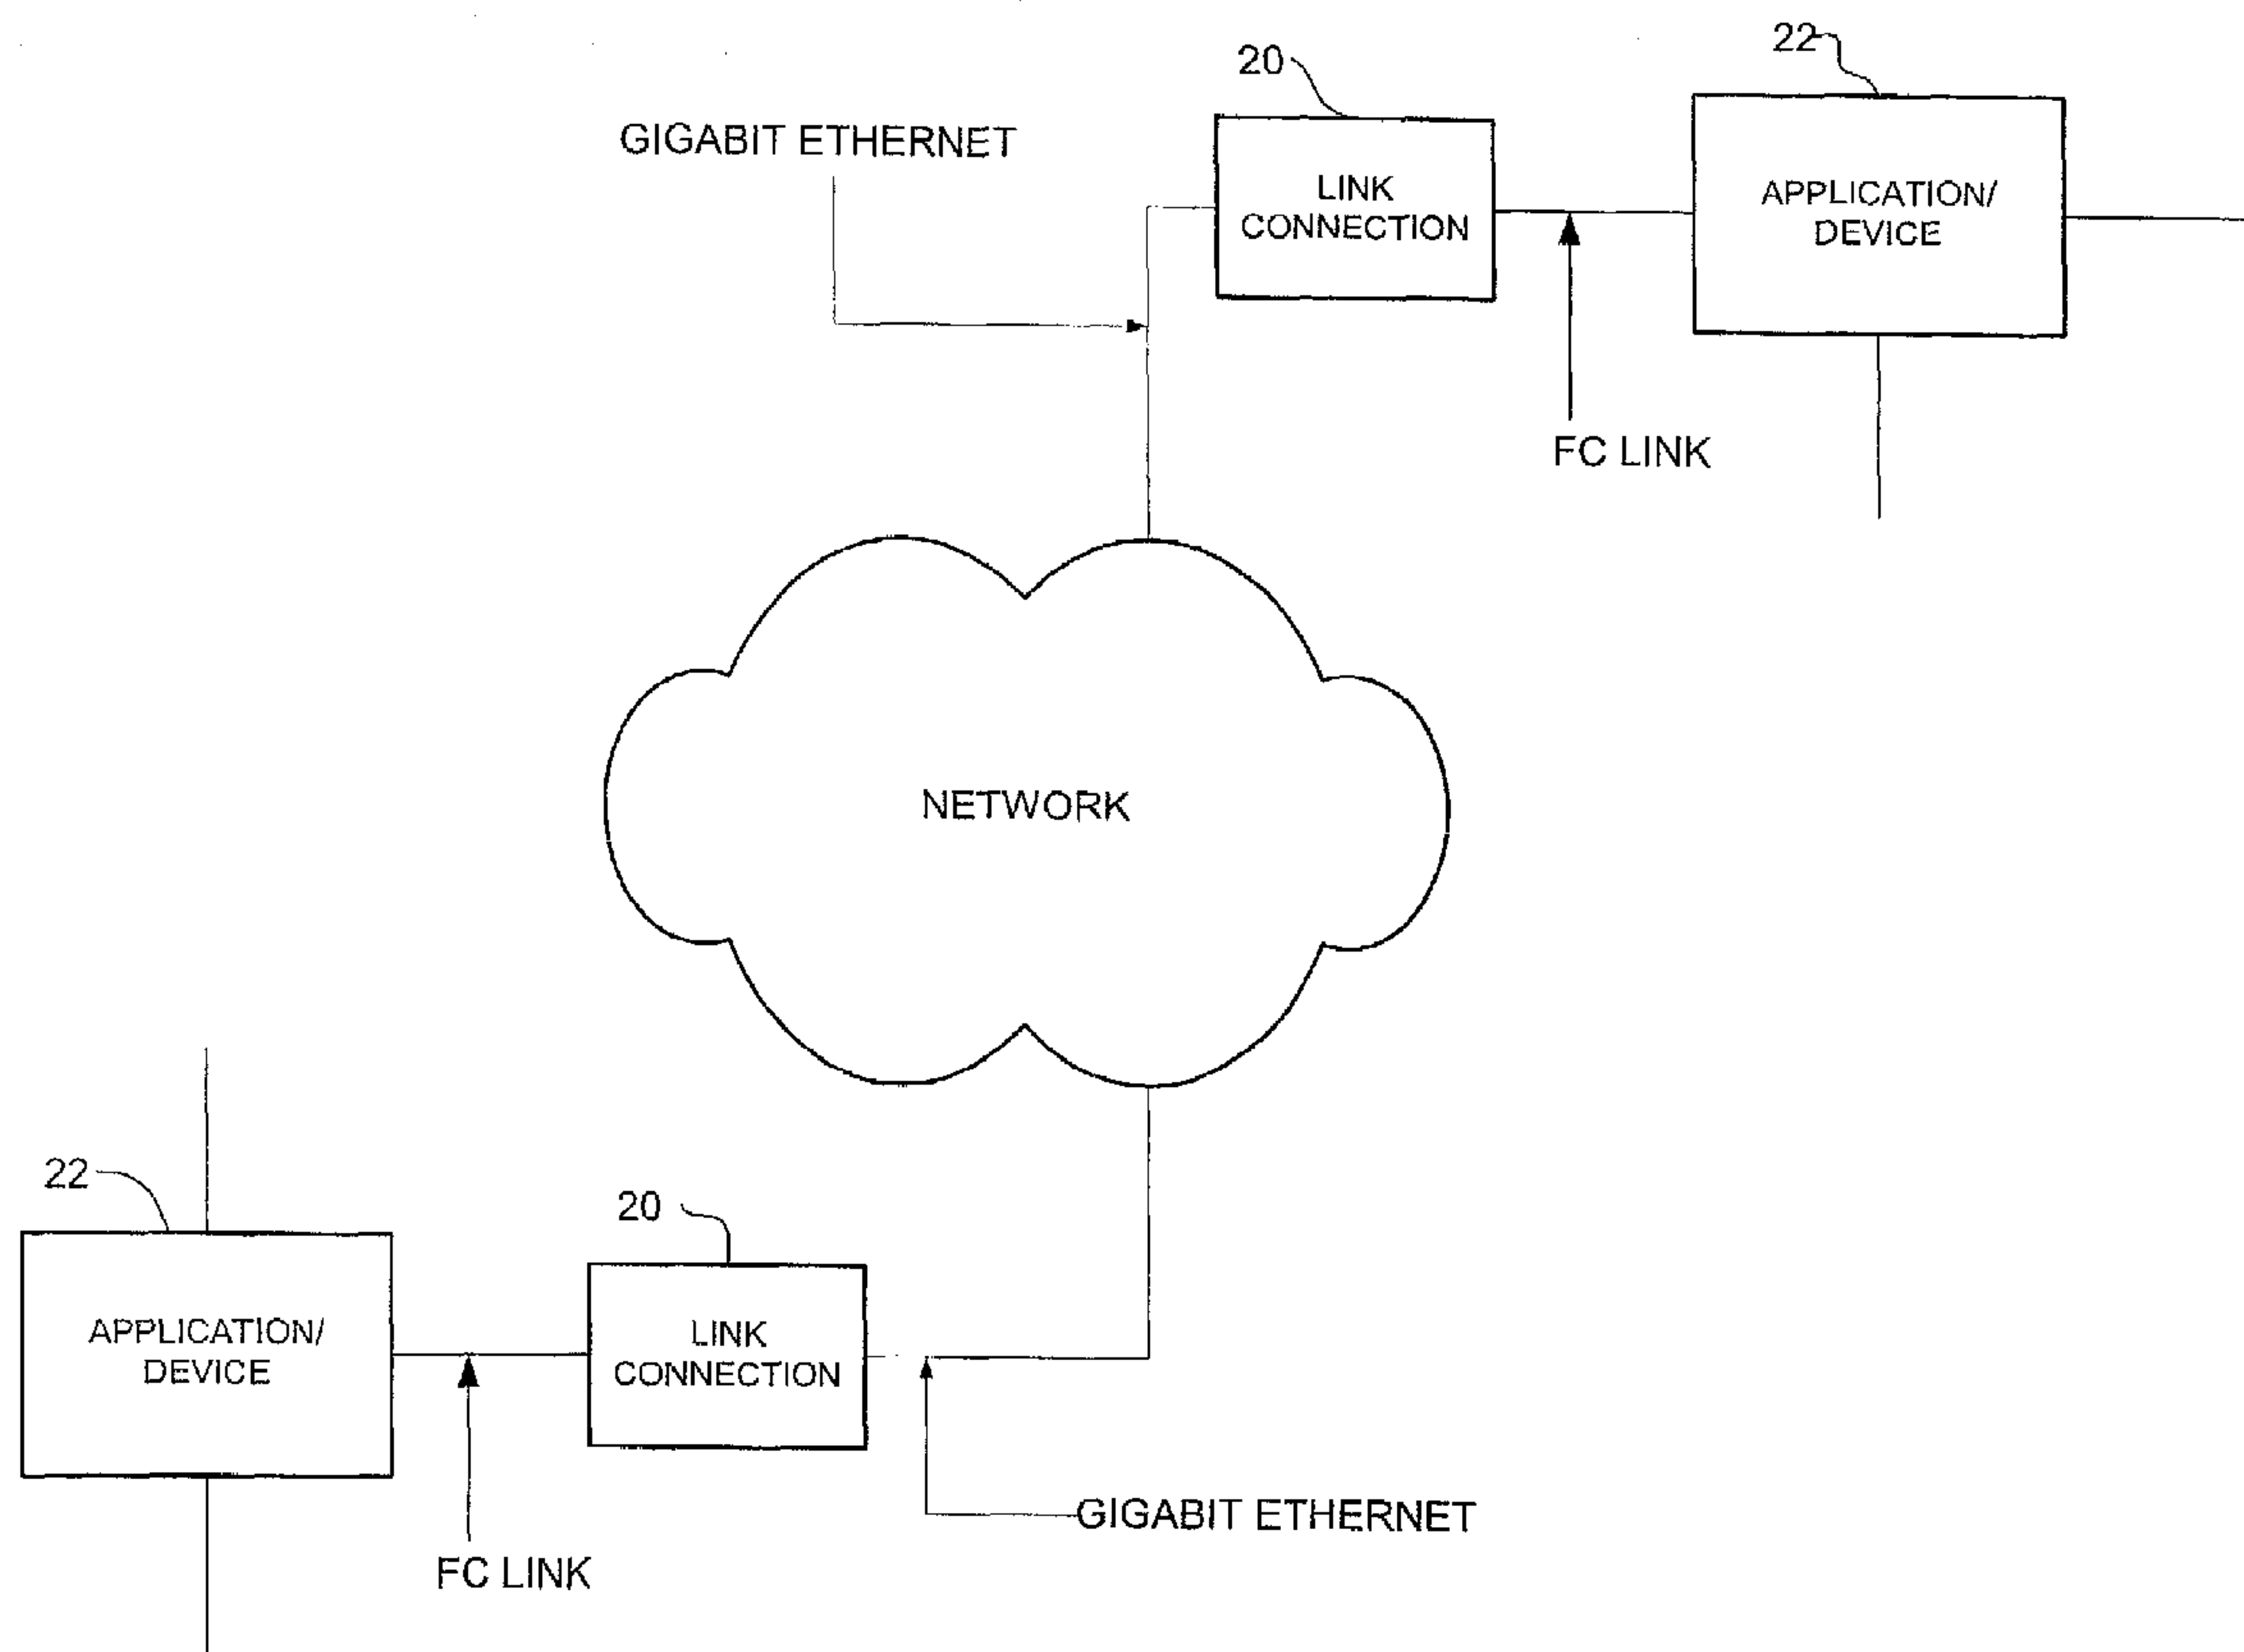 20
22
GIGABIT ETHERNET
LINK
CONNECTION
APPLICATION/
DEVICE
FC LINK
NETWORK
22
20
APPLICATION/
DEVICE
LINK
CONNECTION
GIGABIT ETHERNET
FC LINK